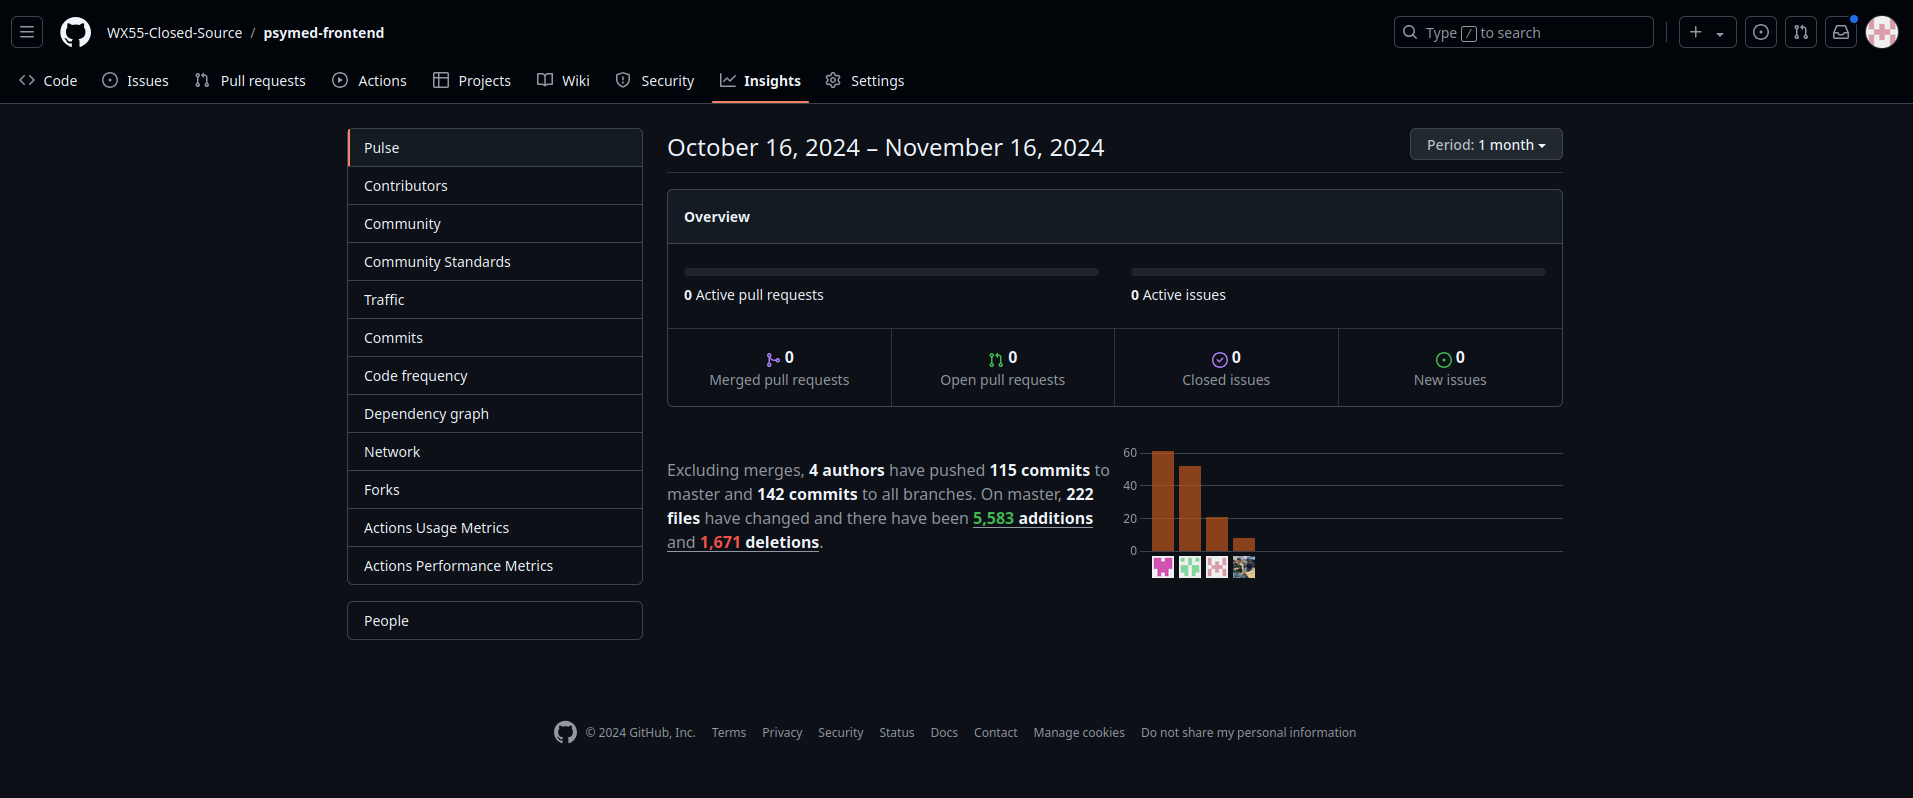 WX55-Closed-Source / psymed-frontend
Type / to search
Code
Issues
Pull requests
Actions
Projects
Wiki
Security
Insights
Settings
Pulse
Contributors
Community
Community Standards
Traffic
Commits
Code frequency
Dependency graph
Network
Forks
Actions Usage Metrics
Actions Performance Metrics
People
October 16, 2024 – November 16, 2024
Period: 1 month
Overview
0 Active pull requests
0 Active issues
0
Merged pull requests
0
Open pull requests
0
Closed issues
0
New issues
Excluding merges, 4 authors have pushed 115 commits to
master and 142 commits to all branches. On master, 222
files have changed and there have been 5,583 additions
and 1,671 deletions.
60
40
20
0
© 2024 GitHub, Inc.
Terms
Privacy
Security
Status
Docs
Contact
Manage cookies
Do not share my personal information